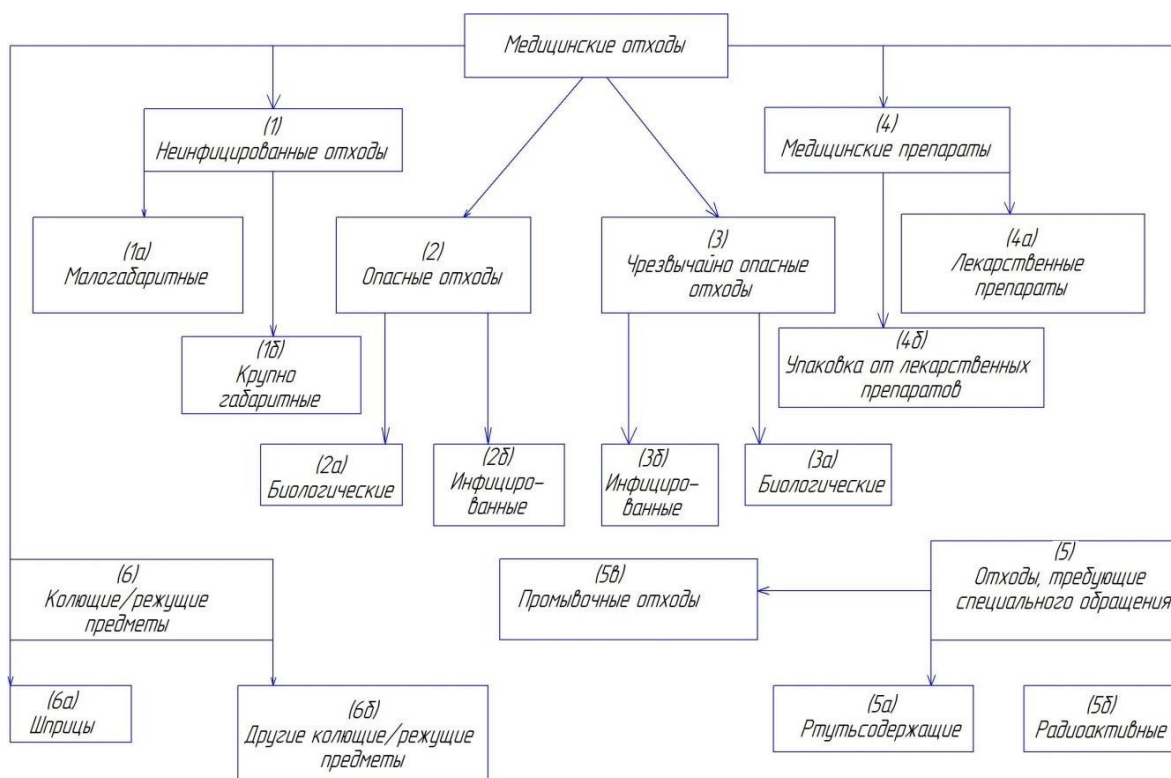 Медицинские отходы
(1)
Неинфицированные отходы
(4)
Медицинские препараты
(1а)
Малогабаритные
(2)
Опасные отходы
(3)
Чрезвычайно опасные
отходы
(4а)
Лекарственные
препараты
(1б)
Крупно
габаритные
(4б)
Упаковка от лекарственных
препаратов
(2а)
Биологические
(2б)
Инфициро-
ванные
(3б)
Инфициро-
ванные
(3а)
Биологические
(6)
Колющие/режущие
предметы
(5в)
Промывочные отходы
(5)
Отходы, требующие
специального обращения
(6а)
Шприцы
(6б)
Другие колющие/режущие
предметы
(5а)
Ртутьсодержащие
(5б)
Радиоактивные